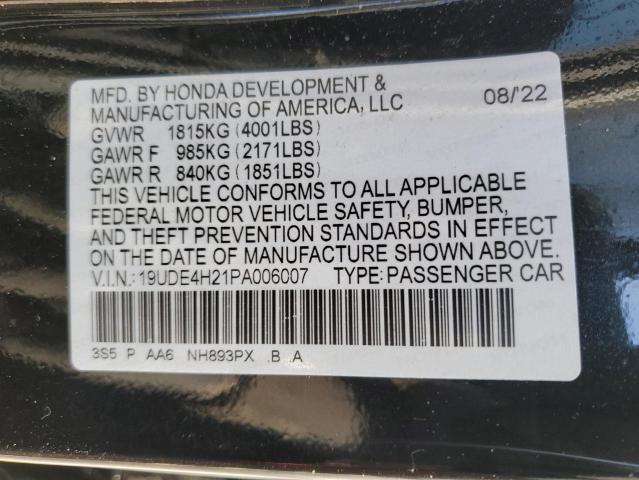 MFD. BY HONDA DEVELOPMENT &
MANUFACTURING OF AMERICA, LLC 08/'22
GVWR 1815KG (4001LBS)
GAWR F 985KG (2171LBS)
GAWR R 840KG (1851LBS)
THIS VEHICLE CONFORMS TO ALL APPLICABLE
FEDERAL MOTOR VEHICLE SAFETY, BUMPER,
AND THEFT PREVENTION STANDARDS IN EFFECT
ON THE DATE OF MANUFACTURE SHOWN ABOVE.
V.I.N.:19UDE4H21PA006007 TYPE:PASSENGER CAR
3S5 P AA6 NH893PX .B .A